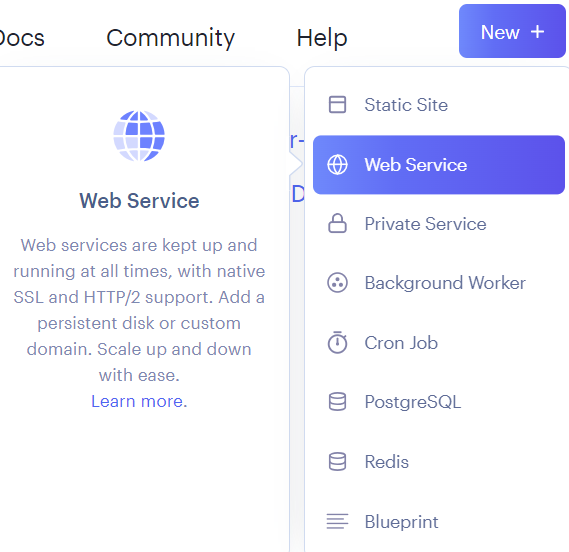 Docs Community Help New +
Web Service
Web services are kept up and
running at all times, with native
SSL and HTTP/2 support. Add a
persistent disk or custom
domain. Scale up and down
with ease.
Learn more.
Static Site
Web Service
Private Service
Background Worker
Cron Job
PostgreSQL
Redis
Blueprint